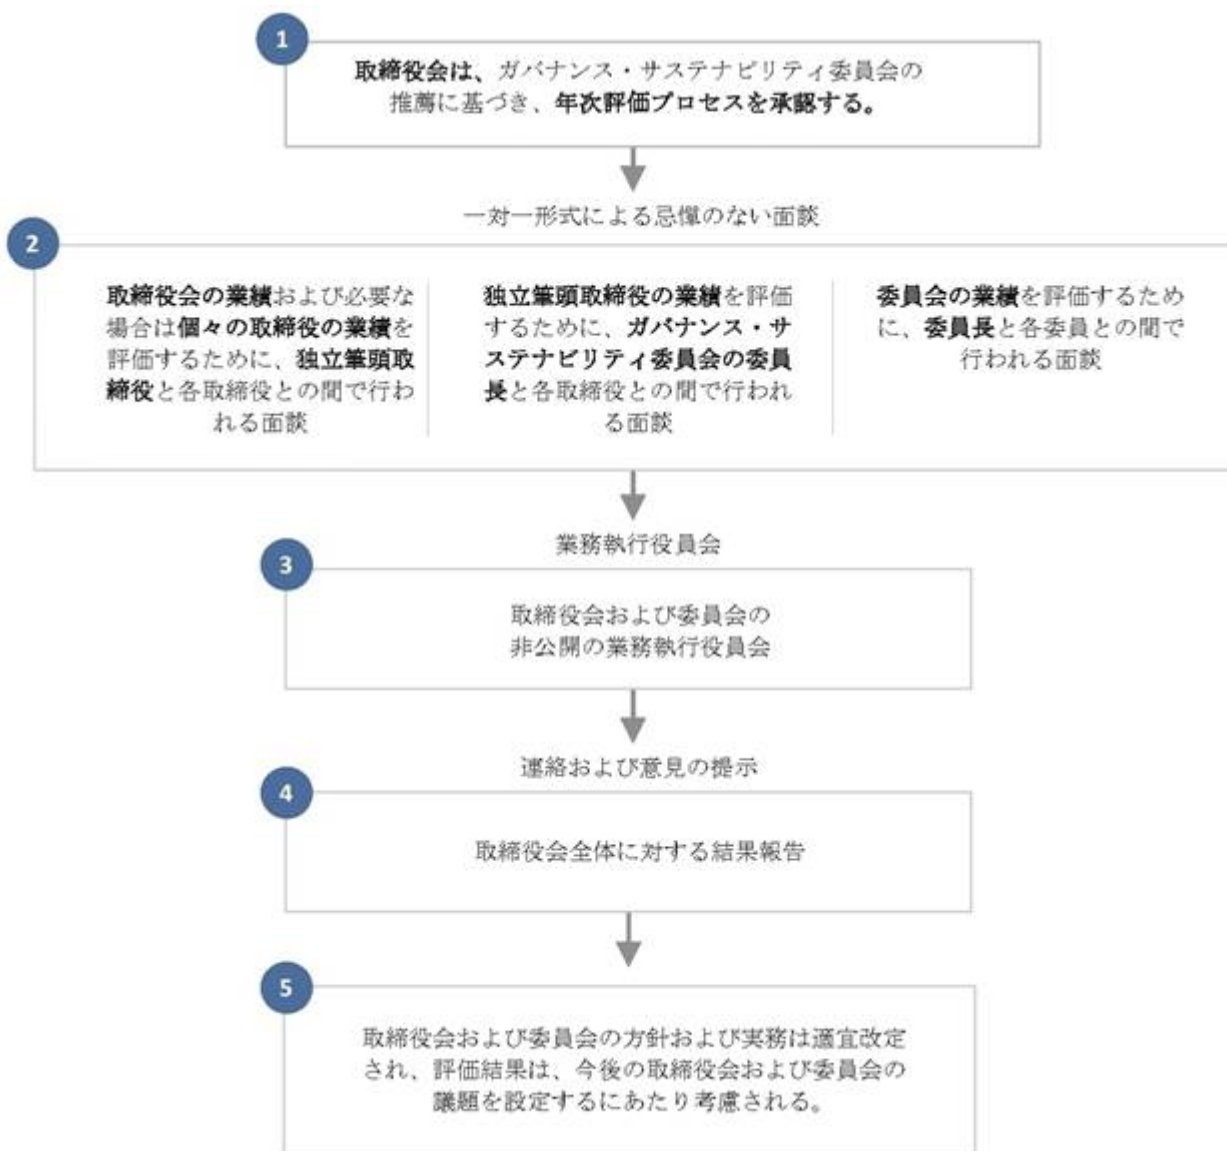 1
取締役会は、ガバナンス・サステナビリティ委員会の
推薦に基づき、年次評価プロセスを承認する。
一対一形式による忌憚のない面談
2
取締役会の業績および必要な
場合は個々の取締役の業績を
評価するために、独立筆頭取
締役と各取締役との間で行わ
れる面談
独立筆頭取締役の業績を評価
するために、ガバナンス・サ
ステナビリティ委員会の委員
長と各取締役との間で行われ
る面談
委員会の業績を評価するため
に、委員長と各委員との間で
行われる面談
業務執行役員会
3
取締役会および委員会の
非公開の業務執行役員会
連絡および意見の提示
4
取締役会全体に対する結果報告
5
取締役会および委員会の方針および実務は適宜改定
され、評価結果は、今後の取締役会および委員会の
議題を設定するにあたり考慮される。